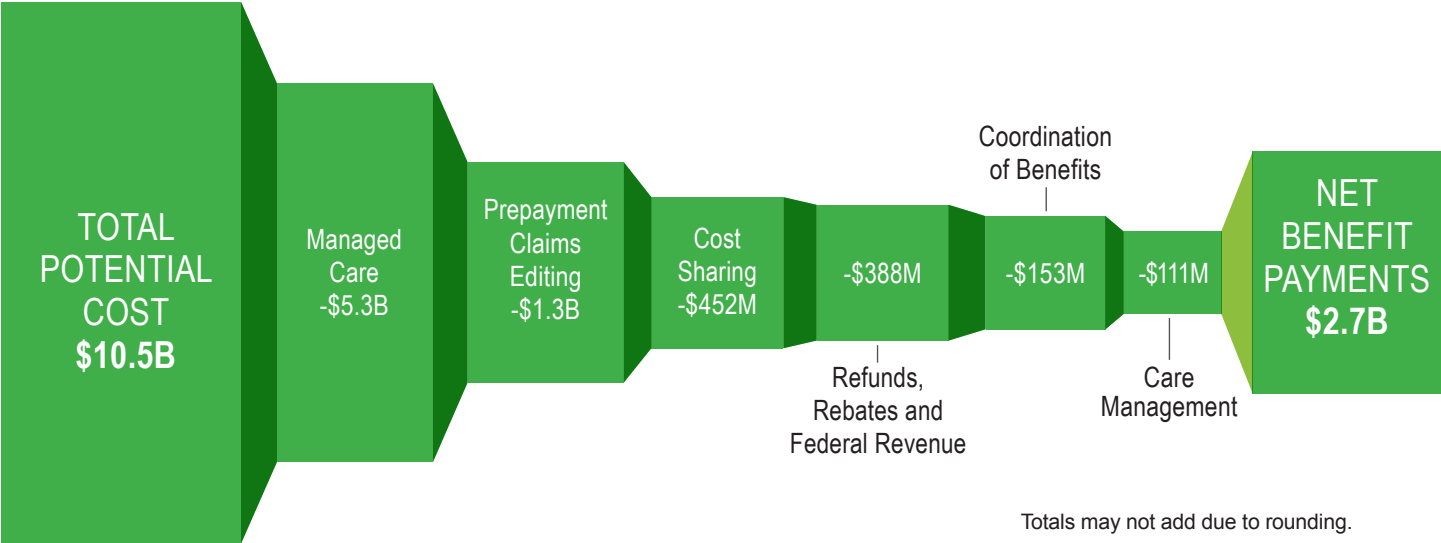 TOTAL
POTENTIAL
COST
$10.5B
Managed
Care
-$5.3B
Prepayment
Claims
Editing
-$1.3B
Cost
Sharing
-$452M
-$388M
Refunds,
Rebates and
Federal Revenue
Coordination
of Benefits
-$153M
-$111M
Care
Management
NET
BENEFIT
PAYMENTS
$2.7B
Totals may not add due to rounding.